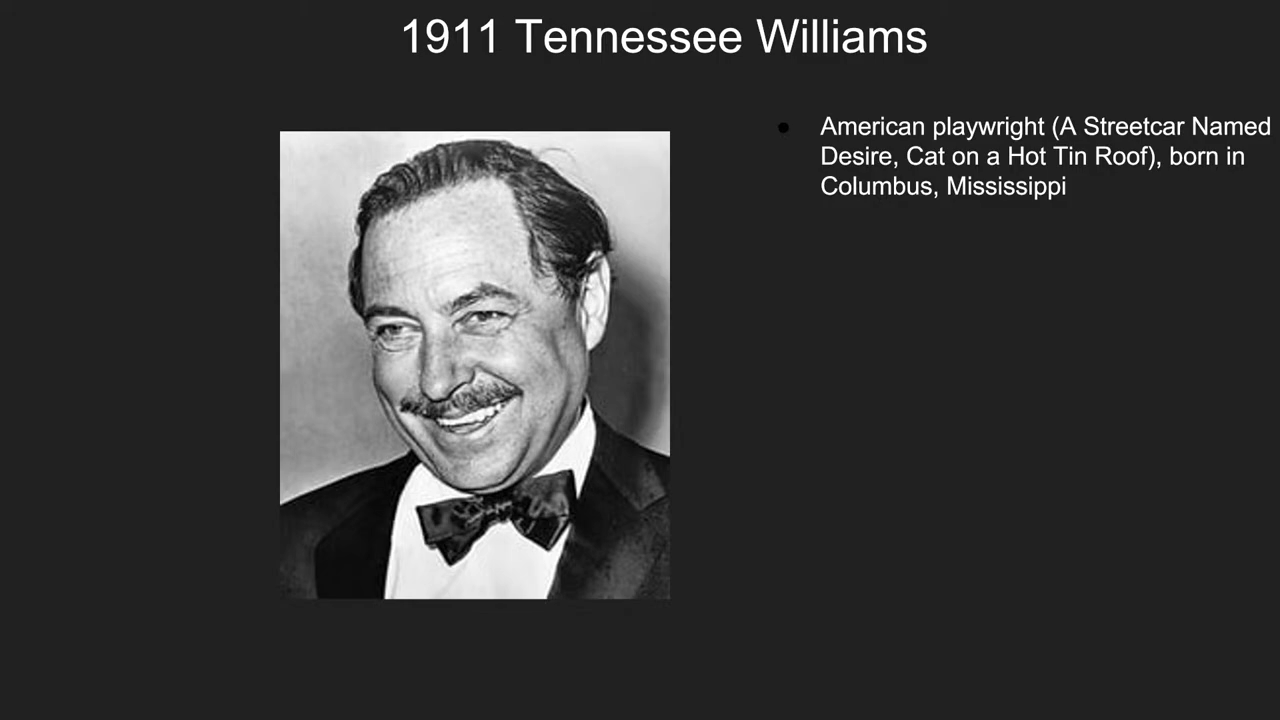 1911 Tennessee Williams
● American playwright (A Streetcar Named
Desire, Cat on a Hot Tin Roof), born in
Columbus, Mississippi